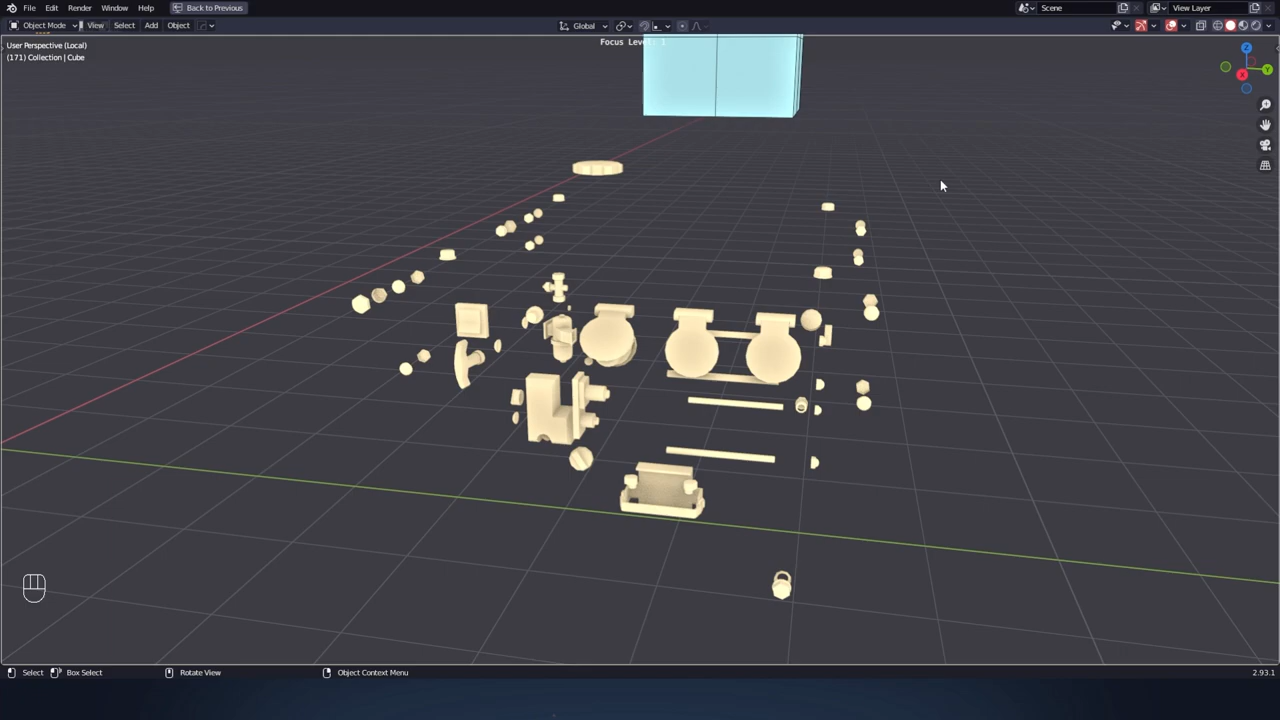 File Edit Render Window Help Back to Previous Scene View Layer
Object Mode View Select Add Object Global
User Perspective (Local)
Focus Level: 1
(171) Collection | Cube
Z
Y
X
Select Box Select Rotate View Object Context Menu 2.93.1